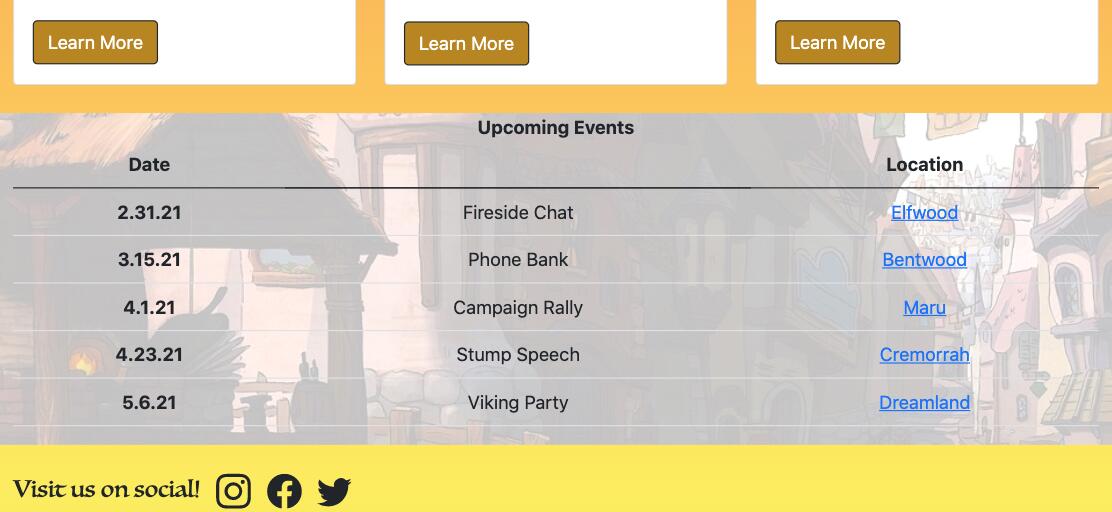 Learn More Learn More Learn More
Upcoming Events
Date Location
2.31.21 Fireside Chat Elfwood
3.15.21 Phone Bank Bentwood
4.1.21 Campaign Rally Maru
4.23.21 Stump Speech Cremorrah
5.6.21 Viking Party Dreamland
Visit us on social!